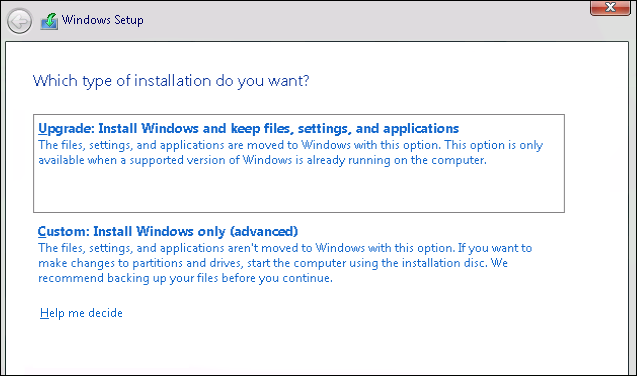 Windows Setup
Which type of installation do you want?
Upgrade: Install Windows and keep files, settings, and applications
The files, settings, and applications are moved to Windows with this option. This option is only
available when a supported version of Windows is already running on the computer.
Custom: Install Windows only (advanced)
The files, settings, and applications aren't moved to Windows with this option. If you want to
make changes to partitions and drives, start the computer using the installation disc. We
recommend backing up your files before you continue.
Help me decide